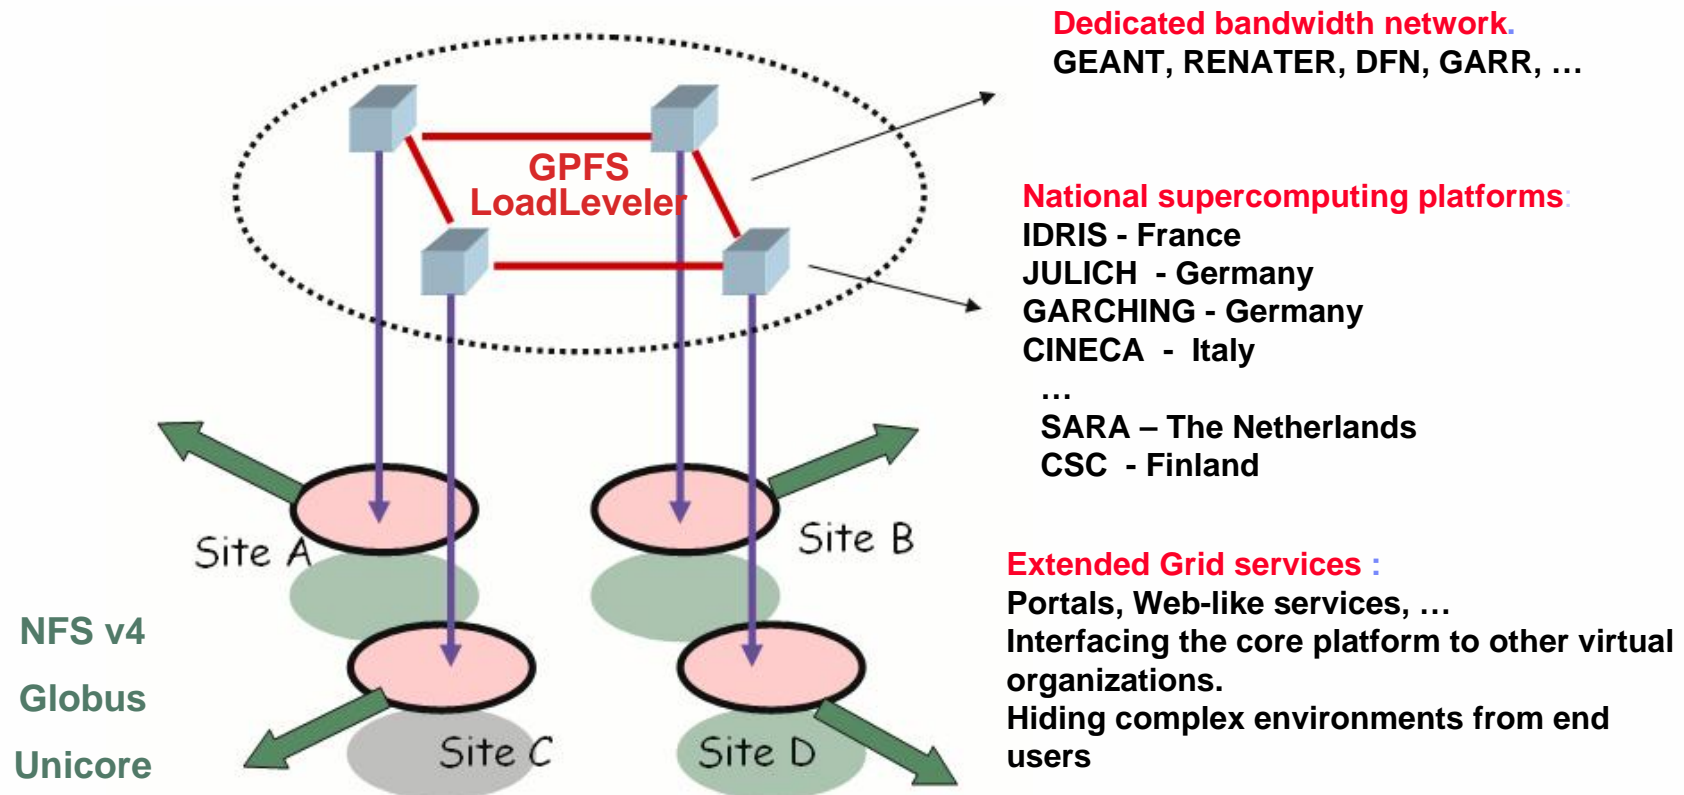 Dedicated bandwidth network.
GEANT, RENATER, DFN, GARR, …
GPFS
LoadLeveler
National supercomputing platforms:
IDRIS - France
JULICH - Germany
GARCHING - Germany
CINECA - Italy
…
SARA – The Netherlands
CSC - Finland
Site A
Site B
Extended Grid services :
Portals, Web-like services, …
Interfacing the core platform to other virtual
organizations.
Hiding complex environments from end
users
NFS v4
Globus
Unicore
Site C
Site D